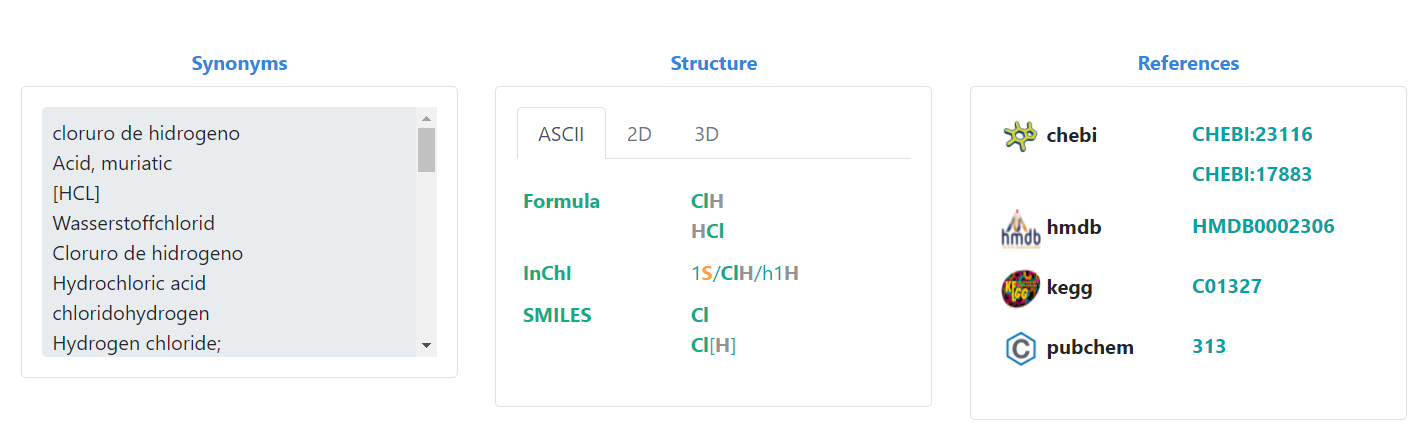 Synonyms
cloruro de hidrogeno
Acid, muriatic
[HCL]
Wasserstoffchlorid
Cloruro de hidrogeno
Hydrochloric acid
chloridohydrogen
Hydrogen chloride;
Structure
ASCII 2D 3D
Formula ClH
HCl
InChI 1S/ClH/h1H
SMILES Cl
Cl[H]
References
chebi CHEBI:23116
CHEBI:17883
hmdb hmdb HMDB0002306
KEGG kegg C01327
C pubchem 313